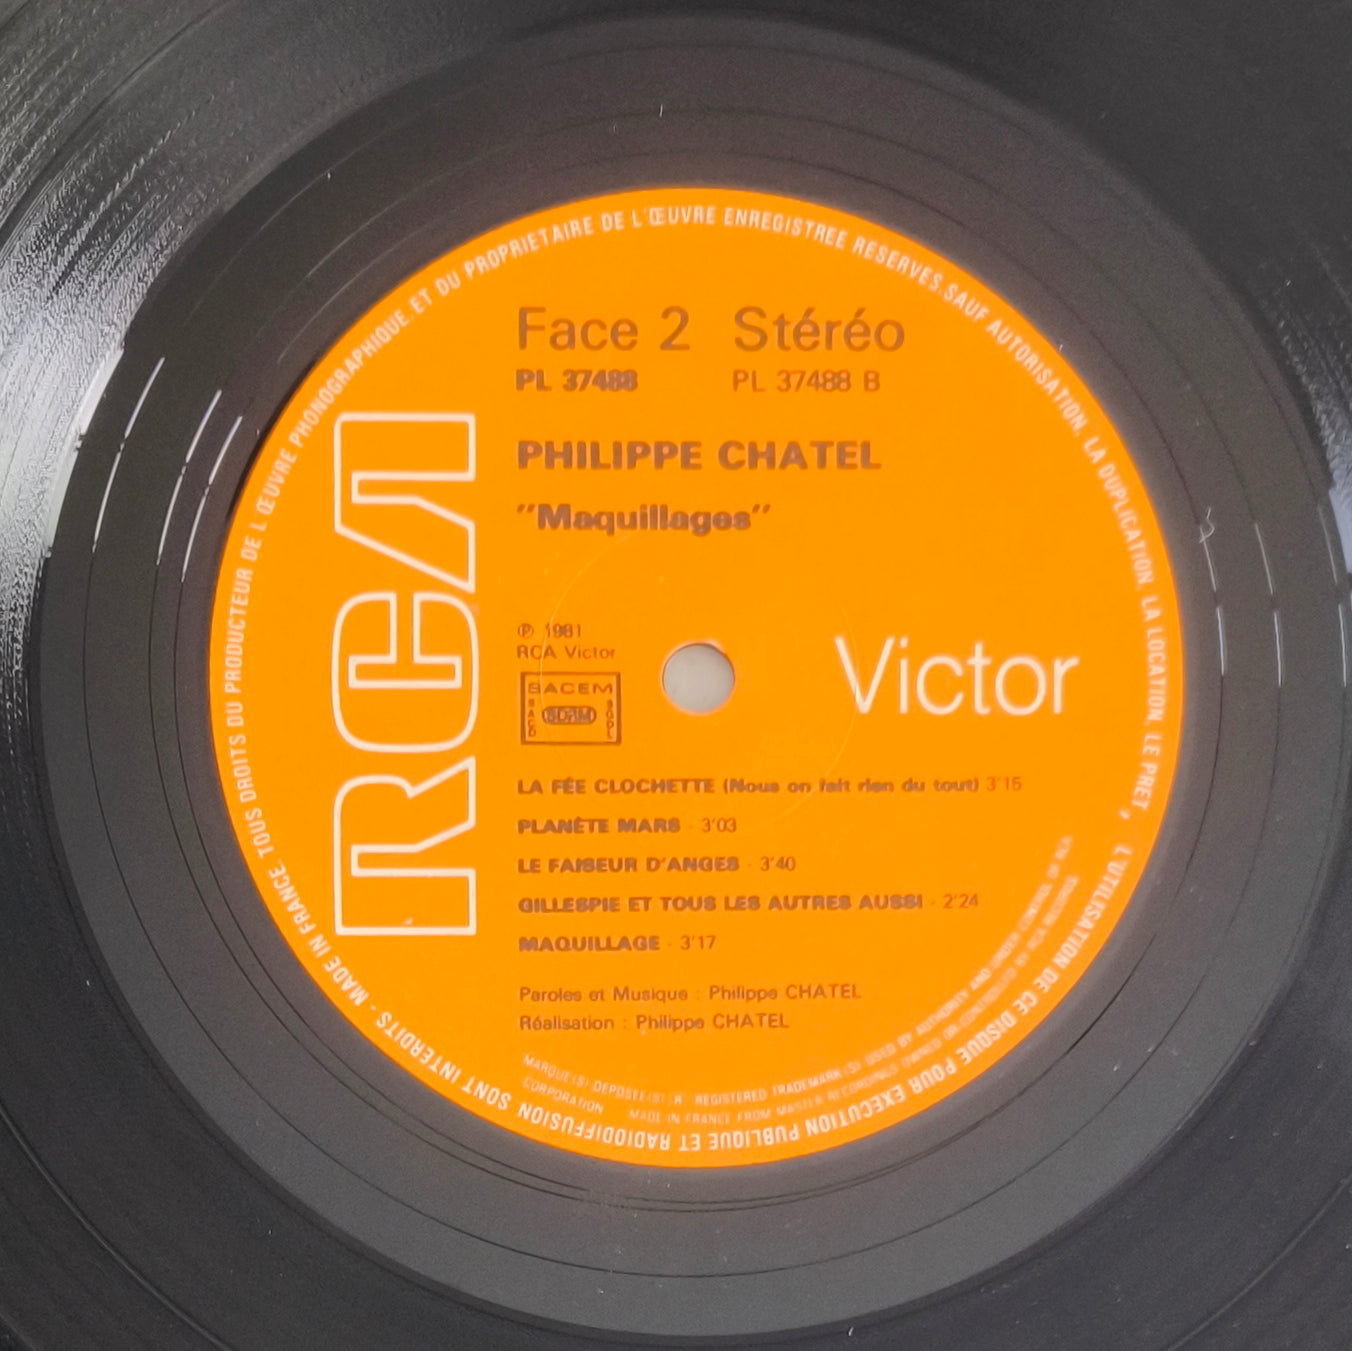 Face 2 Stéréo
PL 37488 PL 37488 B
PHILIPPE CHATEL
"Maquillages"
RCA
Victor
℗ 1981
RCA Victor
SACEM
SACD SDRM SGDL
LA FÉE CLOCHETTE (Nous on fait rien du tout) 3'15
PLANÈTE MARS - 3'03
LE FAISEUR D'ANGES - 3'40
GILLESPIE ET TOUS LES AUTRES AUSSI - 2'24
MAQUILLAGE - 3'17
Paroles et Musique : Philippe CHATEL
Réalisation : Philippe CHATEL
MARQUE(S) DEPOSEE(S) R REGISTERED TRADEMARK(S) USED BY AUTHORITY AND UNDER CONTROL OF RCA
CORPORATION MADE IN FRANCE FROM MASTER RECORDINGS OWNED OR CONTROLLED BY RCA RECORDS
MADE IN FRANCE. TOUS DROITS DU PRODUCTEUR DE L'ŒUVRE PHONOGRAPHIQUE. ET DU PROPRIETAIRE DE L'ŒUVRE ENREGISTREE RESERVES. SAUF AUTORISATION, LA DUPLICATION, LA LOCATION, LE PRET, L'UTILISATION DE CE DISQUE POUR EXECUTION PUBLIQUE ET RADIODIFFUSION SONT INTERDITS -